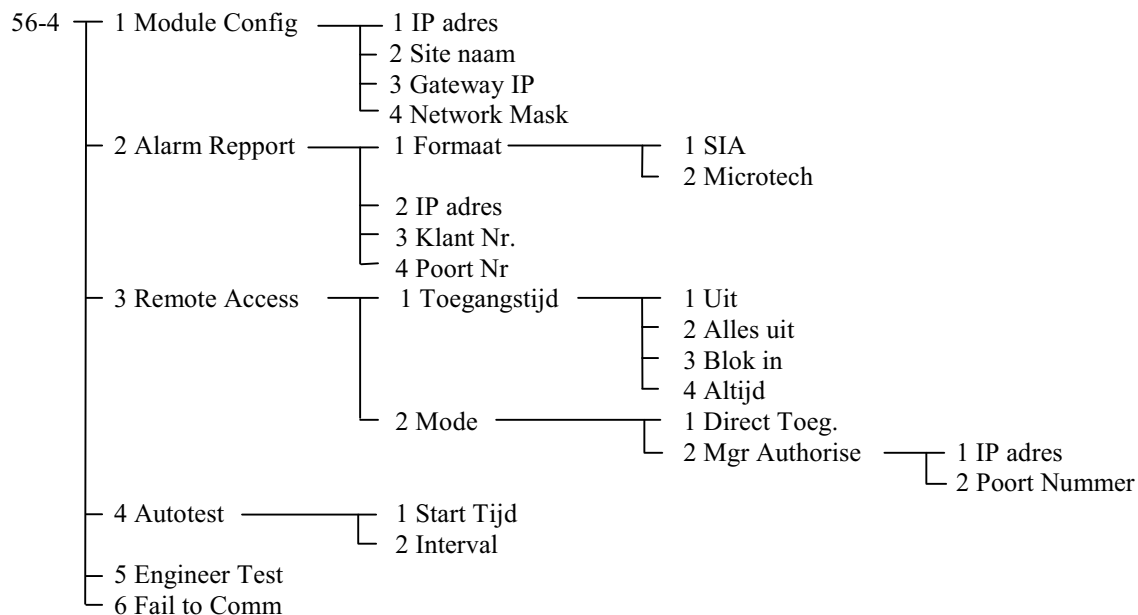 56-4 1 Module Config 1 IP adres
2 Site naam
3 Gateway IP
4 Network Mask
2 Alarm Repport 1 Formaat 1 SIA
2 Microtech
2 IP adres
3 Klant Nr.
4 Poort Nr
3 Remote Access 1 Toegangstijd 1 Uit
2 Alles uit
3 Blok in
4 Altijd
2 Mode 1 Direct Toeg.
2 Mgr Authorise 1 IP adres
2 Poort Nummer
4 Autotest 1 Start Tijd
2 Interval
5 Engineer Test
6 Fail to Comm